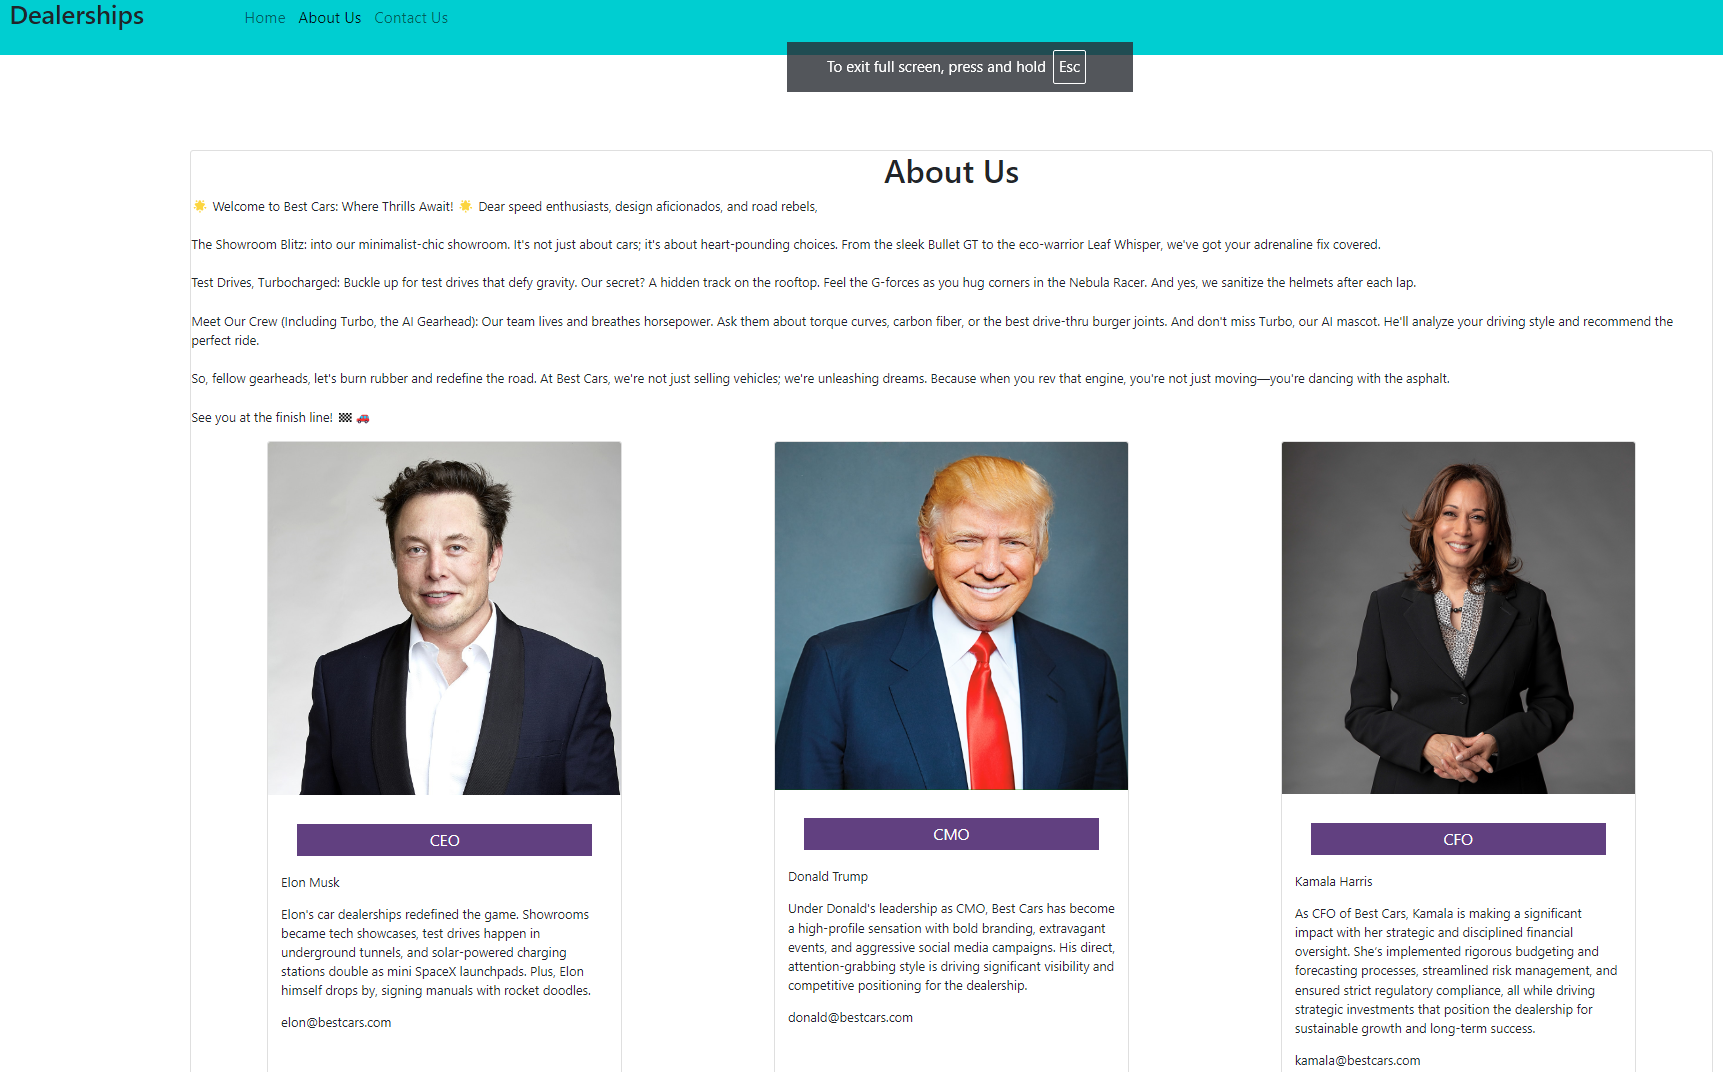 Dealerships
Home About Us Contact Us
To exit full screen, press and hold Esc
About Us
🌟 Welcome to Best Cars: Where Thrills Await! 🌟 Dear speed enthusiasts, design aficionados, and road rebels,
The Showroom Blitz: into our minimalist-chic showroom. It's not just about cars; it's about heart-pounding choices. From the sleek Bullet GT to the eco-warrior Leaf Whisper, we've got your adrenaline fix covered.
Test Drives, Turbocharged: Buckle up for test drives that defy gravity. Our secret? A hidden track on the rooftop. Feel the G-forces as you hug corners in the Nebula Racer. And yes, we sanitize the helmets after each lap.
Meet Our Crew (Including Turbo, the AI Gearhead): Our team lives and breathes horsepower. Ask them about torque curves, carbon fiber, or the best drive-thru burger joints. And don't miss Turbo, our AI mascot. He'll analyze your driving style and recommend the
perfect ride.
So, fellow gearheads, let's burn rubber and redefine the road. At Best Cars, we're not just selling vehicles; we're unleashing dreams. Because when you rev that engine, you're not just moving—you're dancing with the asphalt.
See you at the finish line! 🏁 🚗
CEO
Elon Musk
Elon's car dealerships redefined the game. Showrooms
became tech showcases, test drives happen in
underground tunnels, and solar-powered charging
stations double as mini SpaceX launchpads. Plus, Elon
himself drops by, signing manuals with rocket doodles.
elon@bestcars.com
CMO
Donald Trump
Under Donald's leadership as CMO, Best Cars has become
a high-profile sensation with bold branding, extravagant
events, and aggressive social media campaigns. His direct,
attention-grabbing style is driving significant visibility and
competitive positioning for the dealership.
donald@bestcars.com
CFO
Kamala Harris
As CFO of Best Cars, Kamala is making a significant
impact with her strategic and disciplined financial
oversight. She's implemented rigorous budgeting and
forecasting processes, streamlined risk management, and
ensured strict regulatory compliance, all while driving
strategic investments that position the dealership for
sustainable growth and long-term success.
kamala@bestcars.com